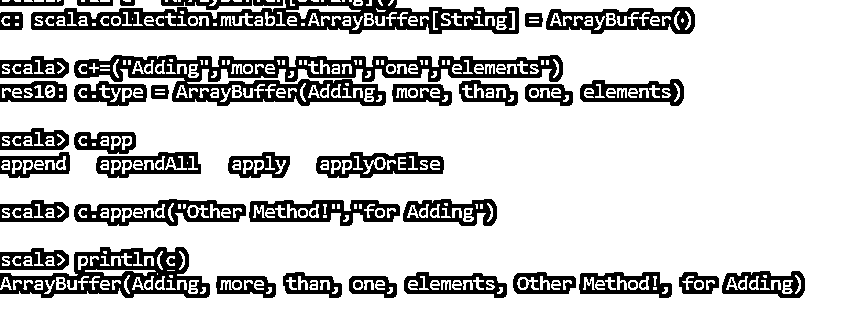 c: scala.collection.mutable.ArrayBuffer[String] = ArrayBuffer()
scala> c+=("Adding","more","than","one","elements")
res10: c.type = ArrayBuffer(Adding, more, than, one, elements)
scala> c.app
append appendAll apply applyOrElse
scala> c.append("Other Method!","for Adding")
scala> println(c)
ArrayBuffer(Adding, more, than, one, elements, Other Method!, for Adding)